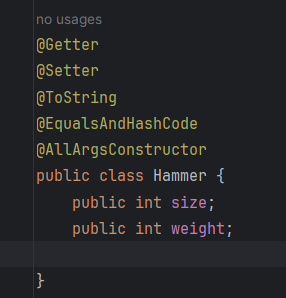 no usages
@Getter
@Setter
@ToString
@EqualsAndHashCode
@AllArgsConstructor
public class Hammer {
    public int size;
    public int weight;
}